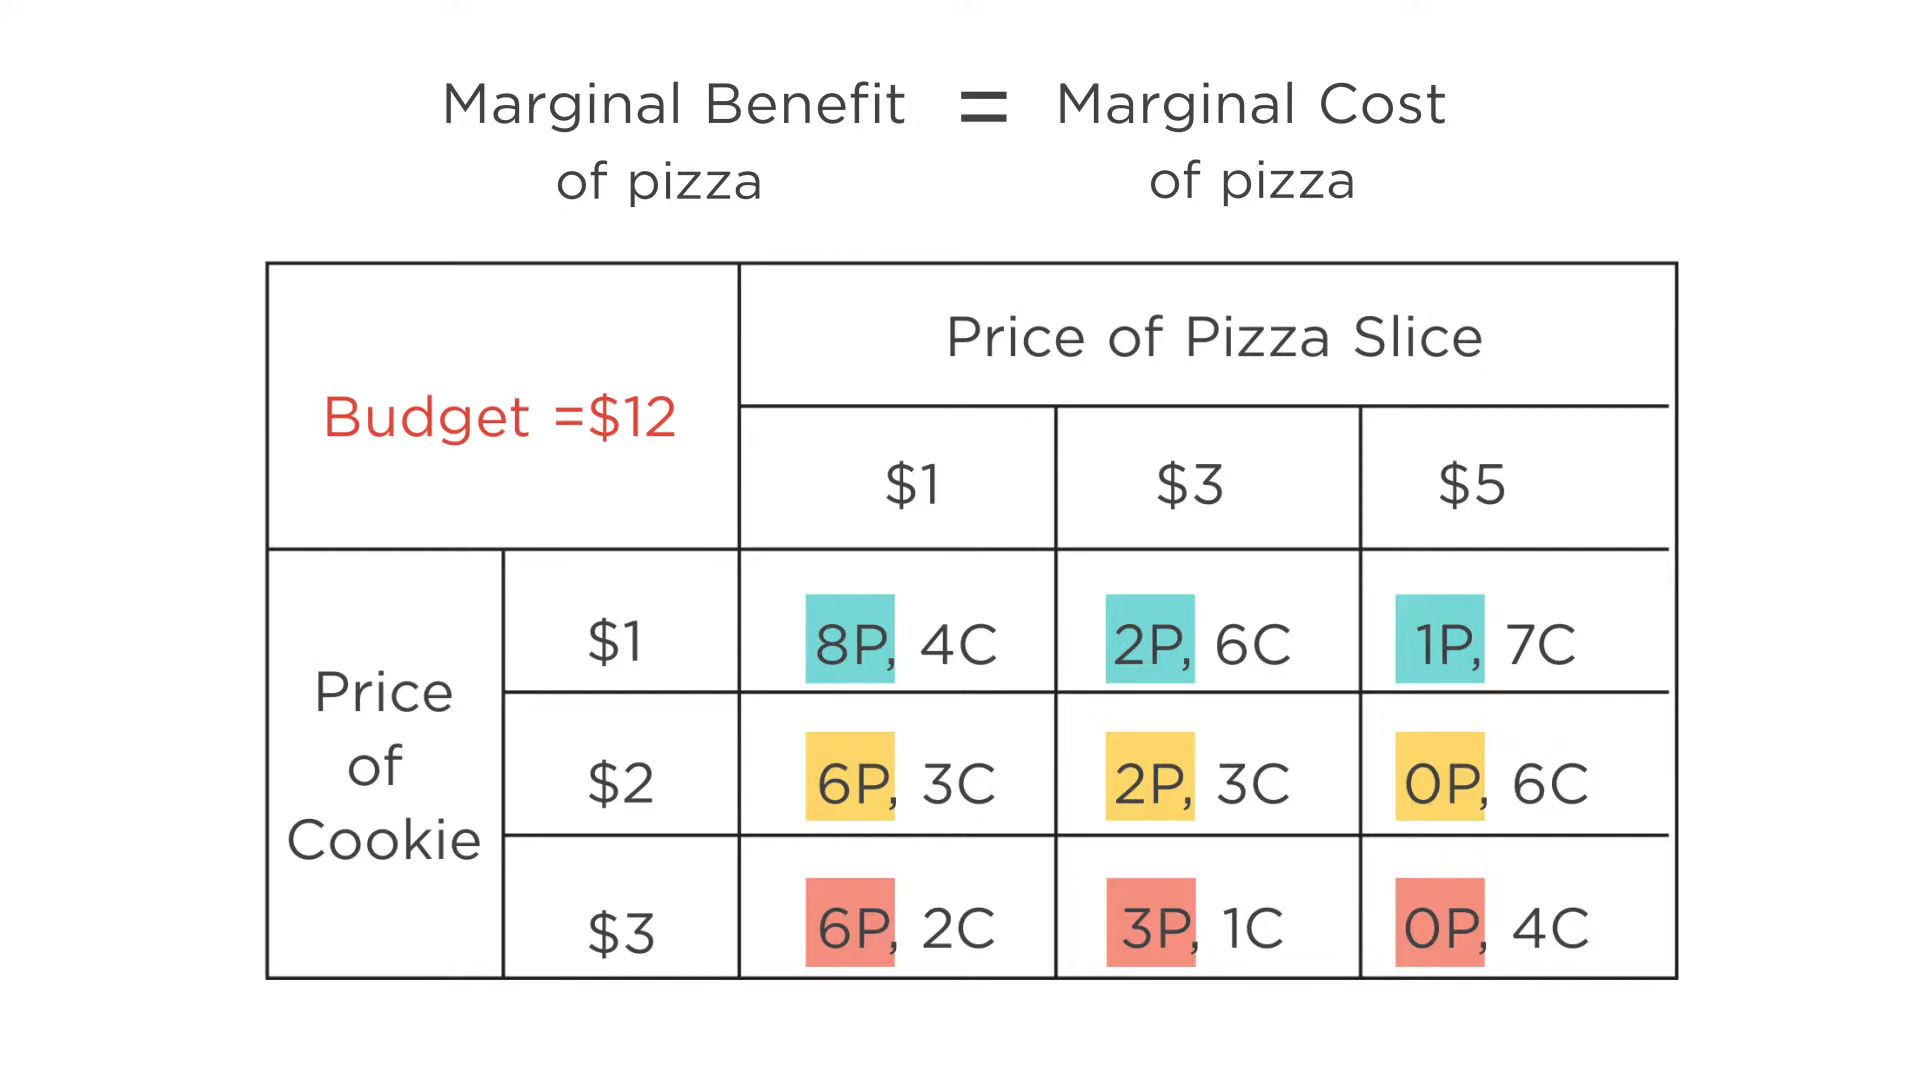 Marginal Benefit = Marginal Cost
of pizza of pizza
Price of Pizza Slice
Budget =$12
$1 $3 $5
Price
of
Cookie
$1 8P, 4C 2P, 6C 1P, 7C
$2 6P, 3C 2P, 3C 0P, 6C
$3 6P, 2C 3P, 1C 0P, 4C